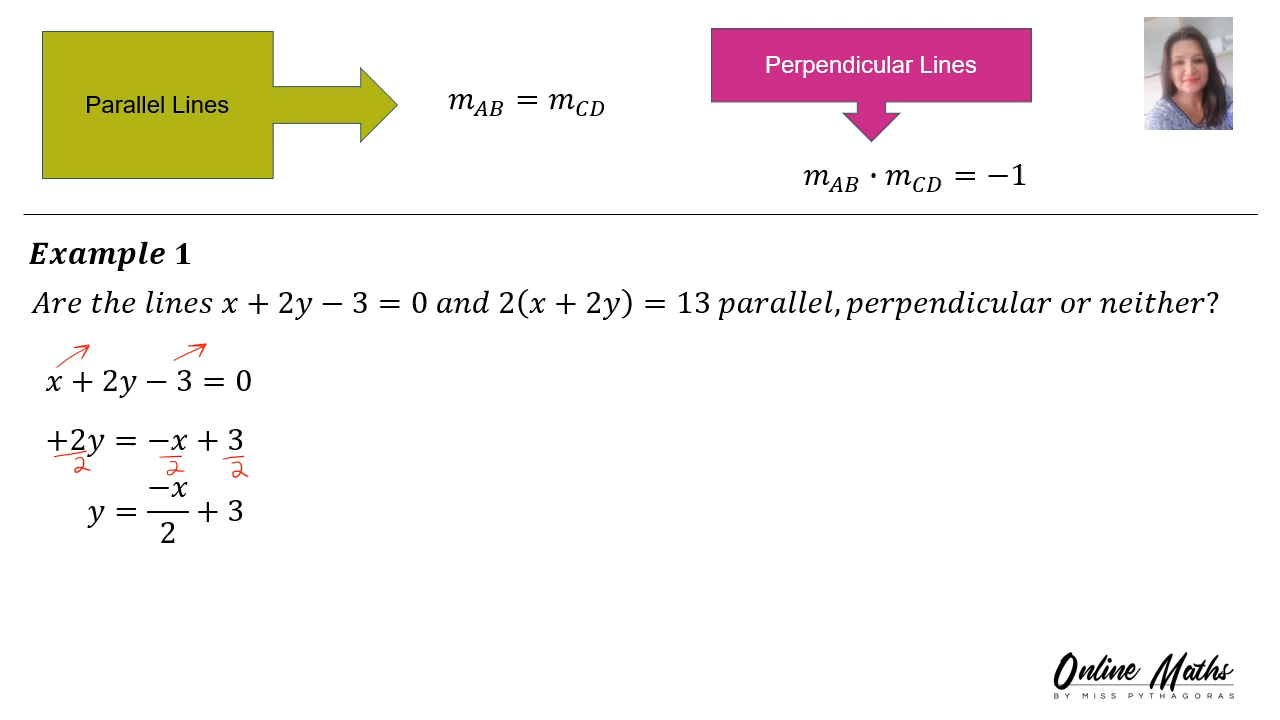 Parallel Lines
m_AB = m_CD
Perpendicular Lines
m_AB · m_CD = −1
Example 1
Are the lines x + 2y − 3 = 0 and 2(x + 2y) = 13 parallel, perpendicular or neither?
x + 2y − 3 = 0
+2y = −x + 3
2 2 2
y = −x/2 + 3
Online Maths
BY MISS PYTHAGORAS